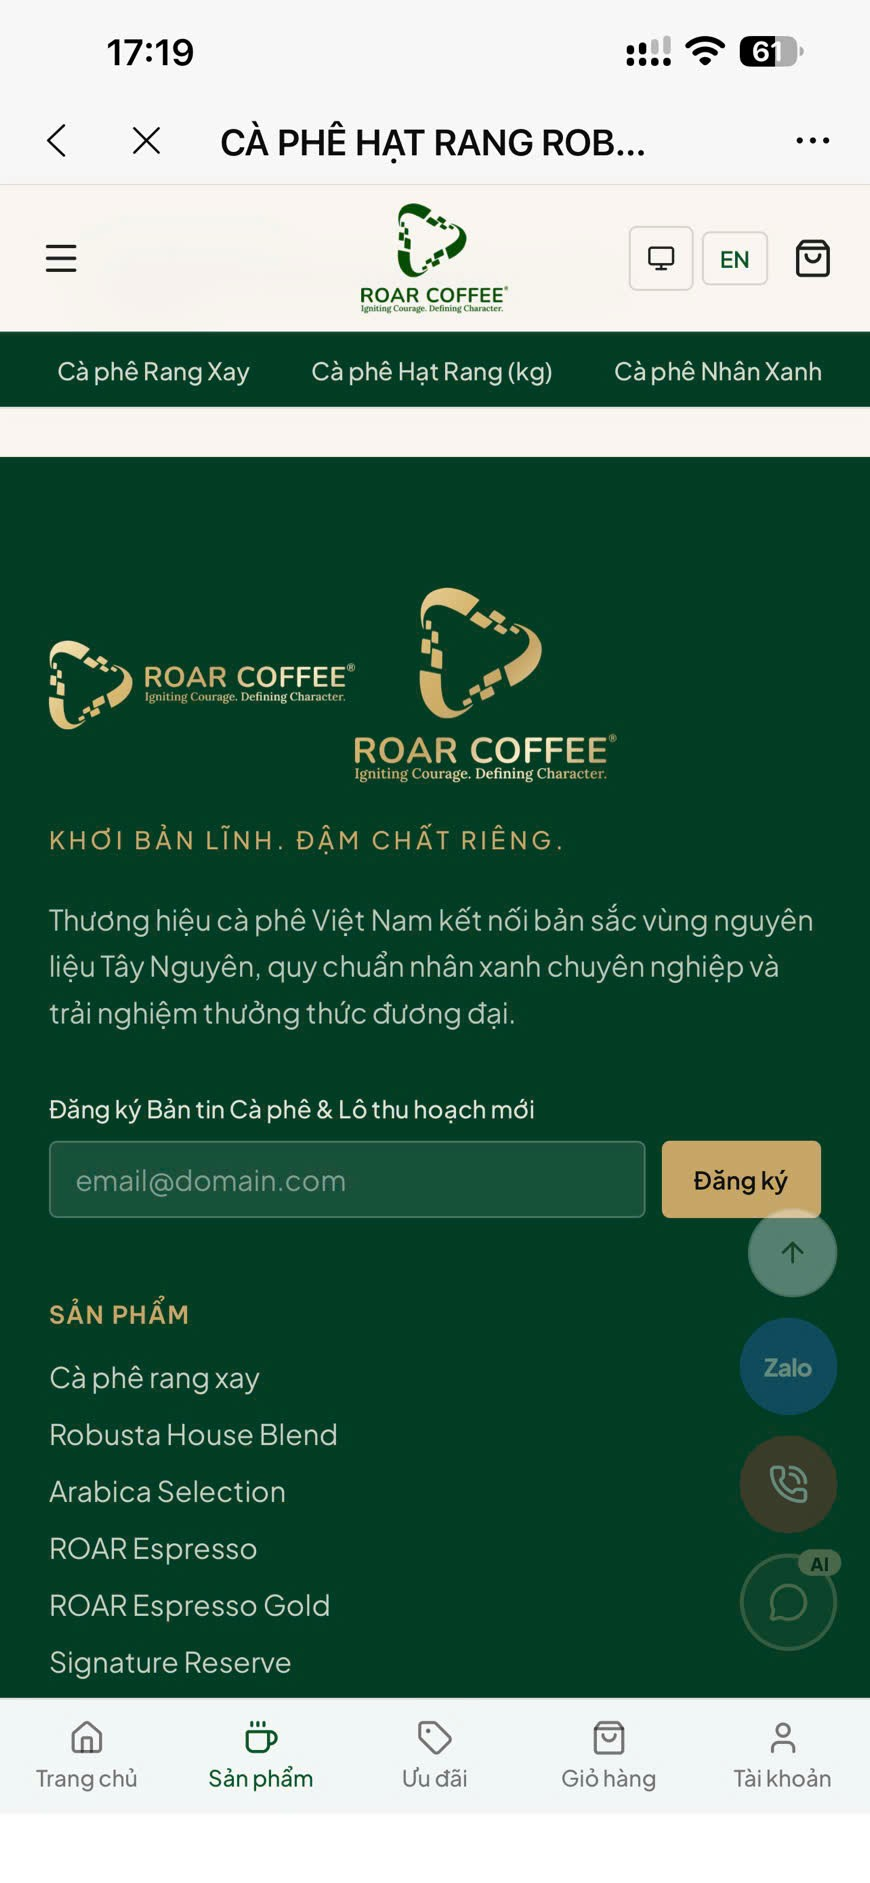 17:19
61
CÀ PHÊ HẠT RANG ROB...
ROAR COFFEE®
Igniting Courage. Defining Character.
EN
Cà phê Rang Xay
Cà phê Hạt Rang (kg)
Cà phê Nhân Xanh
ROAR COFFEE®
Igniting Courage. Defining Character.
ROAR COFFEE®
Igniting Courage. Defining Character.
KHƠI BẢN LĨNH. ĐẬM CHẤT RIÊNG.
Thương hiệu cà phê Việt Nam kết nối bản sắc vùng nguyên
liệu Tây Nguyên, quy chuẩn nhân xanh chuyên nghiệp và
trải nghiệm thưởng thức đương đại.
Đăng ký Bản tin Cà phê & Lô thu hoạch mới
email@domain.com
Đăng ký
SẢN PHẨM
Cà phê rang xay
Zalo
Robusta House Blend
Arabica Selection
ROAR Espresso
AI
ROAR Espresso Gold
Signature Reserve
Trang chủ
Sản phẩm
Ưu đãi
Giỏ hàng
Tài khoản